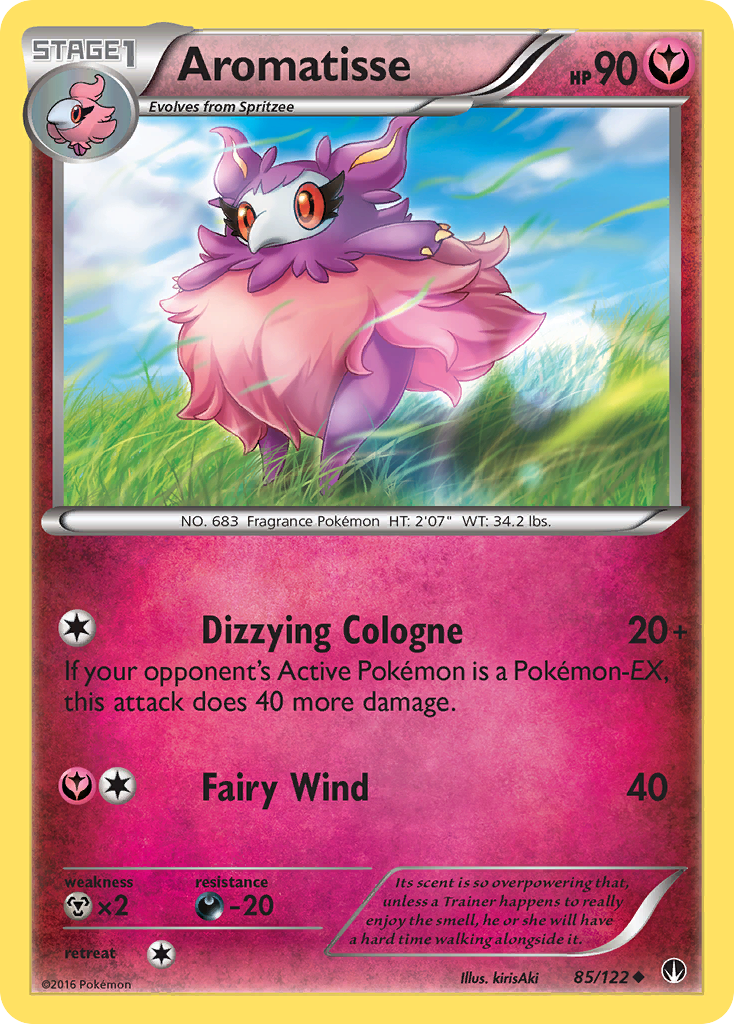 STAGE1
Aromatisse
HP 90
Evolves from Spritzee
NO. 683 Fragrance Pokémon HT: 2'07" WT: 34.2 lbs.
Dizzying Cologne 20+
If your opponent's Active Pokémon is a Pokémon-EX,
this attack does 40 more damage.
Fairy Wind 40
weakness resistance
×2 -20
retreat
Its scent is so overpowering that,
unless a Trainer happens to really
enjoy the smell, he or she will have
a hard time walking alongside it.
©2016 Pokémon Illus. kirisAki 85/122